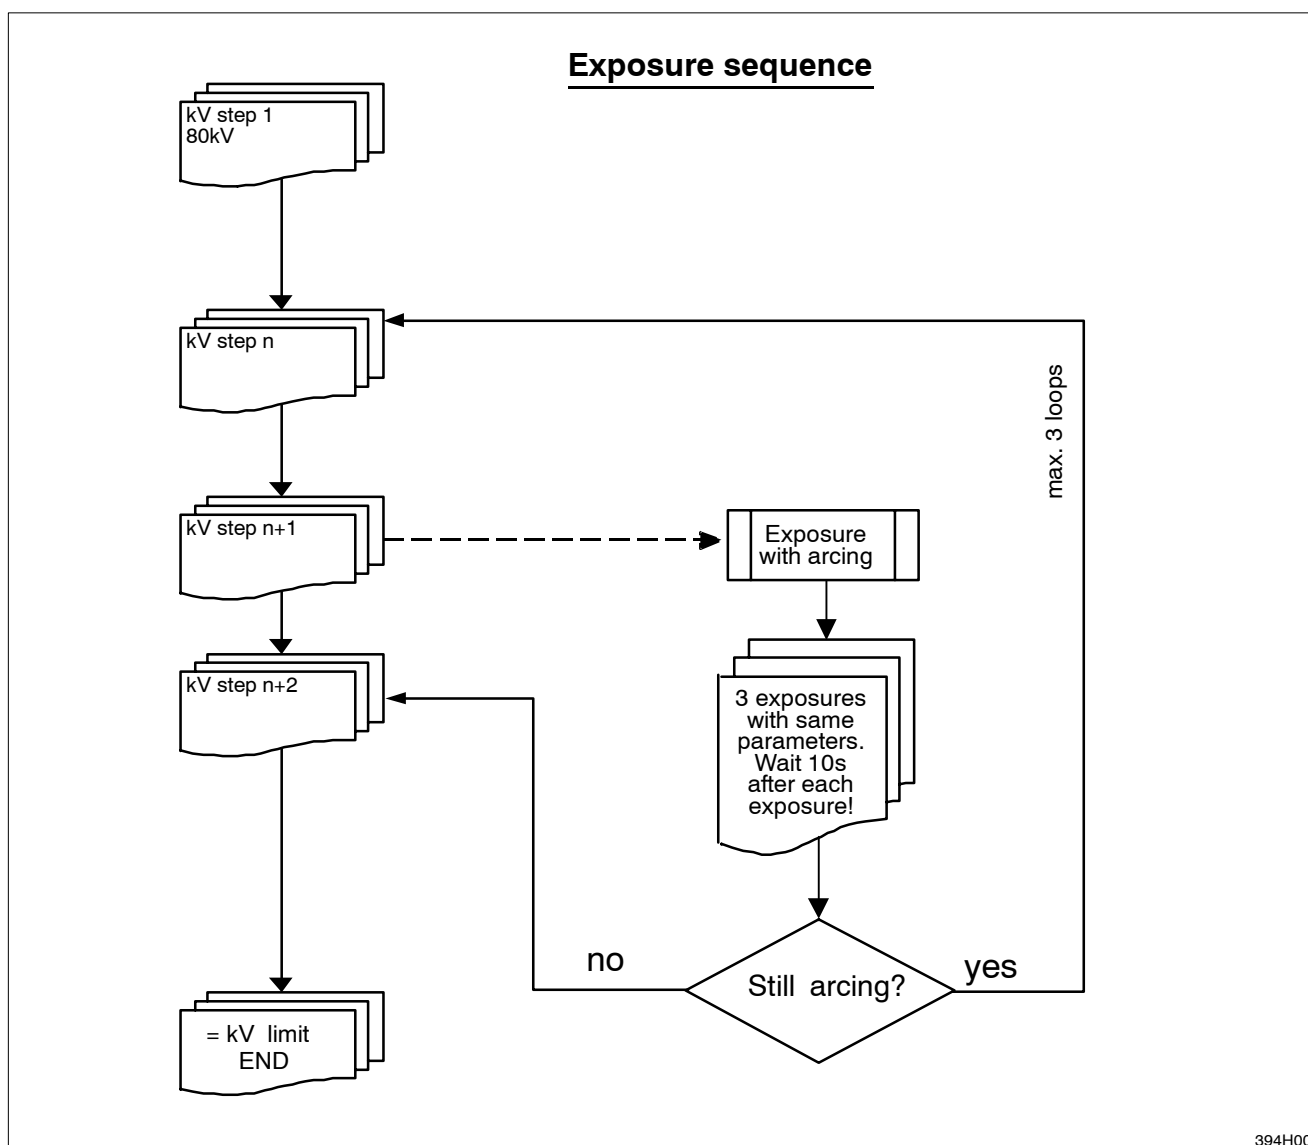 Exposure sequence
kV step 1
80kV
kV step n
max. 3 loops
kV step n+1
Exposure
with arcing
kV step n+2
3 exposures
with same
parameters.
Wait 10s
after each
exposure!
no
Still arcing?
yes
= kV limit
END
394H00